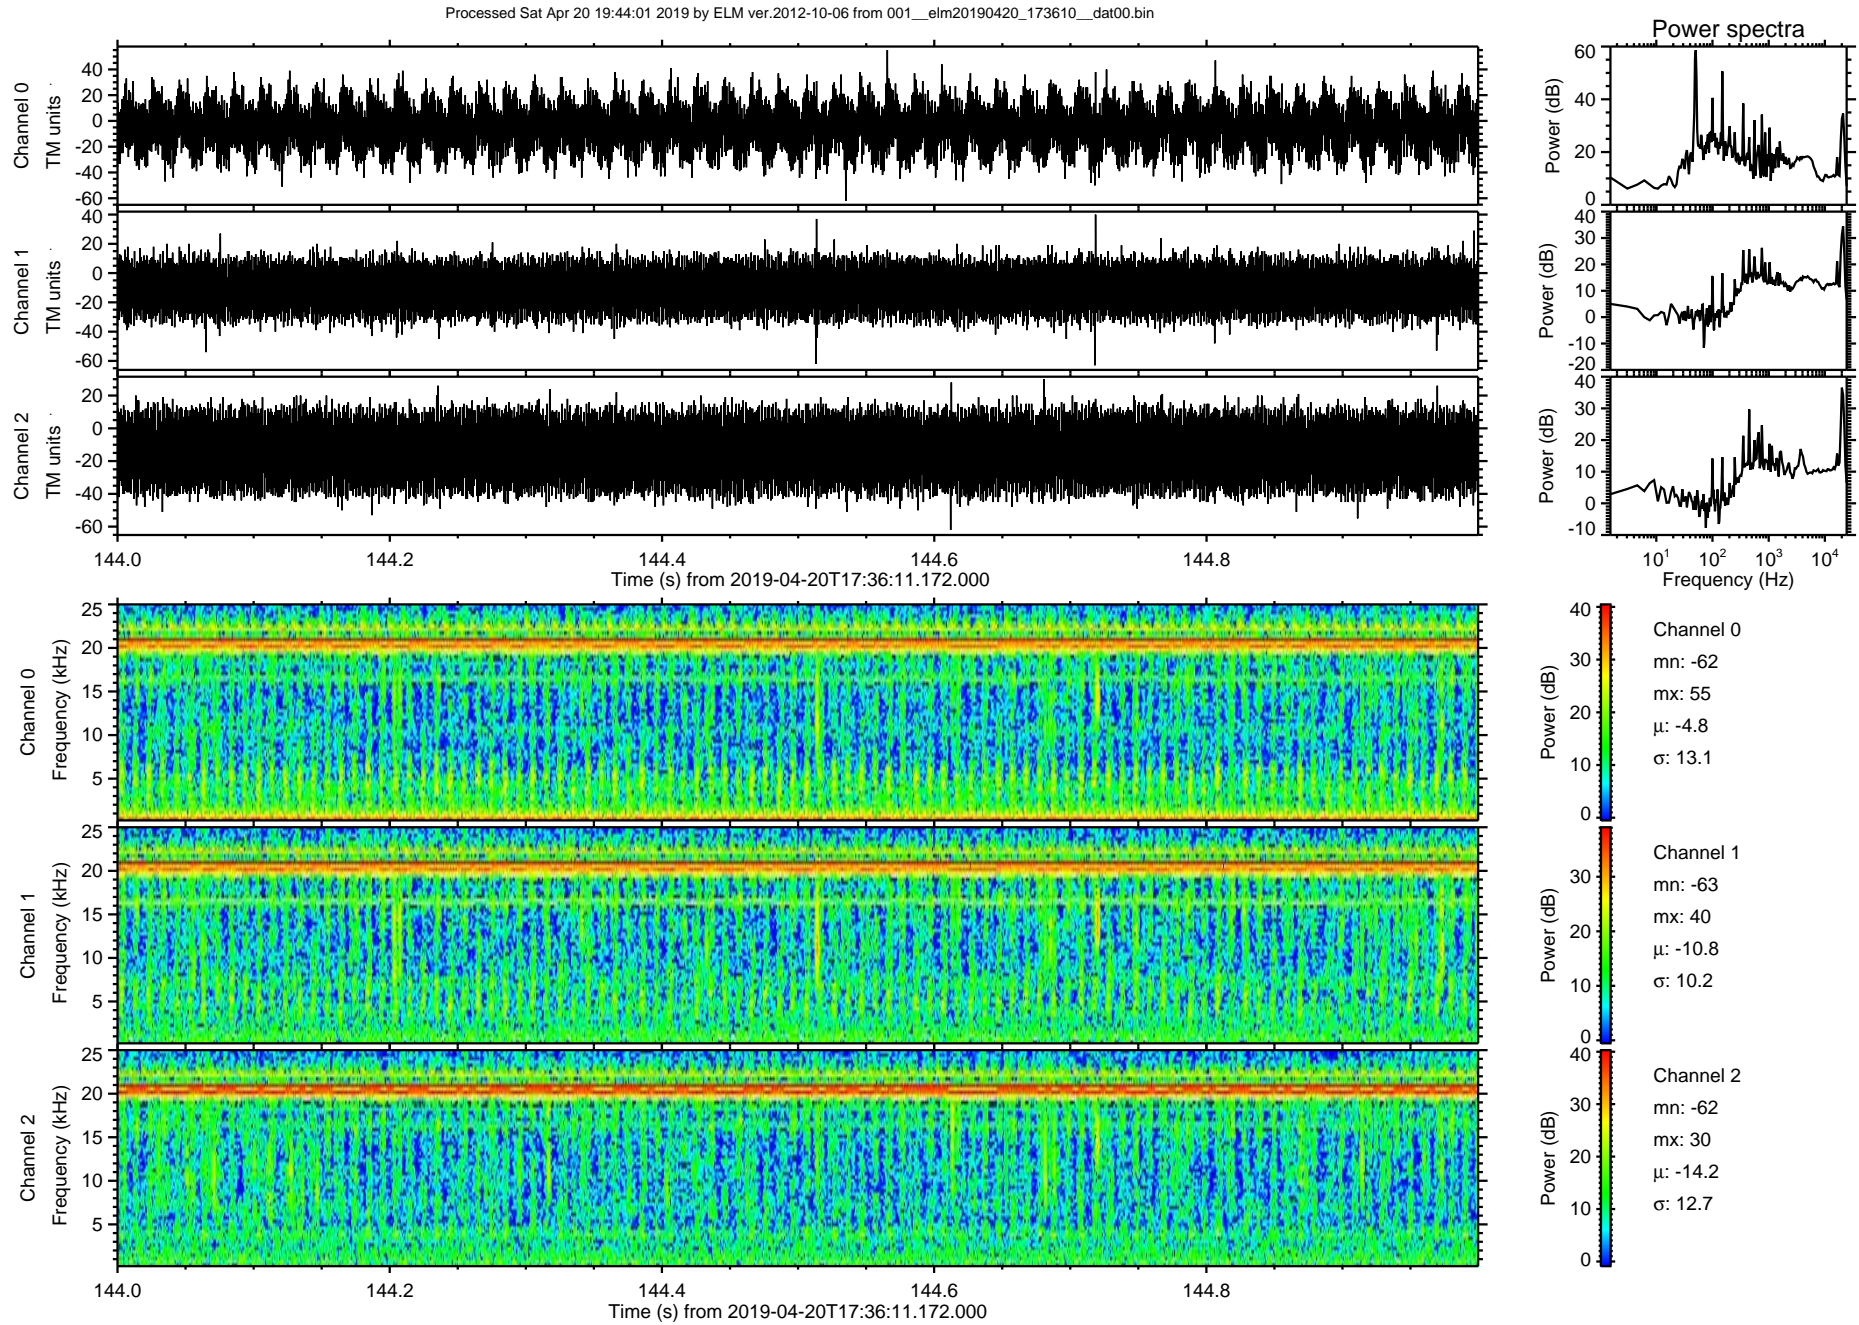 Processed Sat Apr 20 19:44:01 2019 by ELM ver.2012-10-06 from 001__elm20190420_173610__dat00.bin
Power spectra
Channel 0
TM units
40
20
0
-20
-40
-60
Power (dB)
60
40
20
0
Channel 1
TM units
40
20
0
-20
-40
-60
Power (dB)
40
30
20
10
0
-10
-20
Channel 2
TM units
20
0
-20
-40
-60
Power (dB)
40
30
20
10
0
-10
144.0 144.2 144.4 144.6 144.8
Time (s) from 2019-04-20T17:36:11.172.000
10¹ 10² 10³ 10⁴
Frequency (Hz)
Channel 0
Frequency (kHz)
25
20
15
10
5
Power (dB)
40
30
20
10
0
Channel 0
mn: -62
mx: 55
μ: -4.8
σ: 13.1
Channel 1
Frequency (kHz)
25
20
15
10
5
Power (dB)
30
20
10
0
Channel 1
mn: -63
mx: 40
μ: -10.8
σ: 10.2
Channel 2
Frequency (kHz)
25
20
15
10
5
Power (dB)
40
30
20
10
0
Channel 2
mn: -62
mx: 30
μ: -14.2
σ: 12.7
144.0 144.2 144.4 144.6 144.8
Time (s) from 2019-04-20T17:36:11.172.000